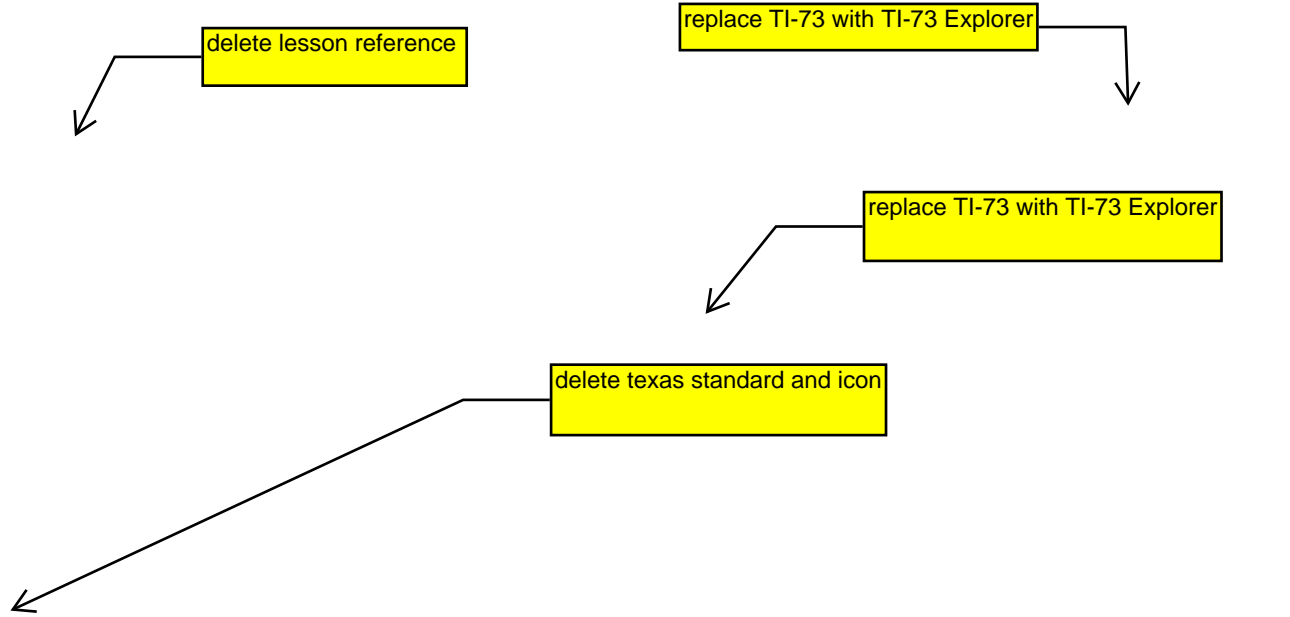 replace TI-73 with TI-73 Explorer
delete lesson reference
replace TI-73 with TI-73 Explorer
delete texas standard and icon